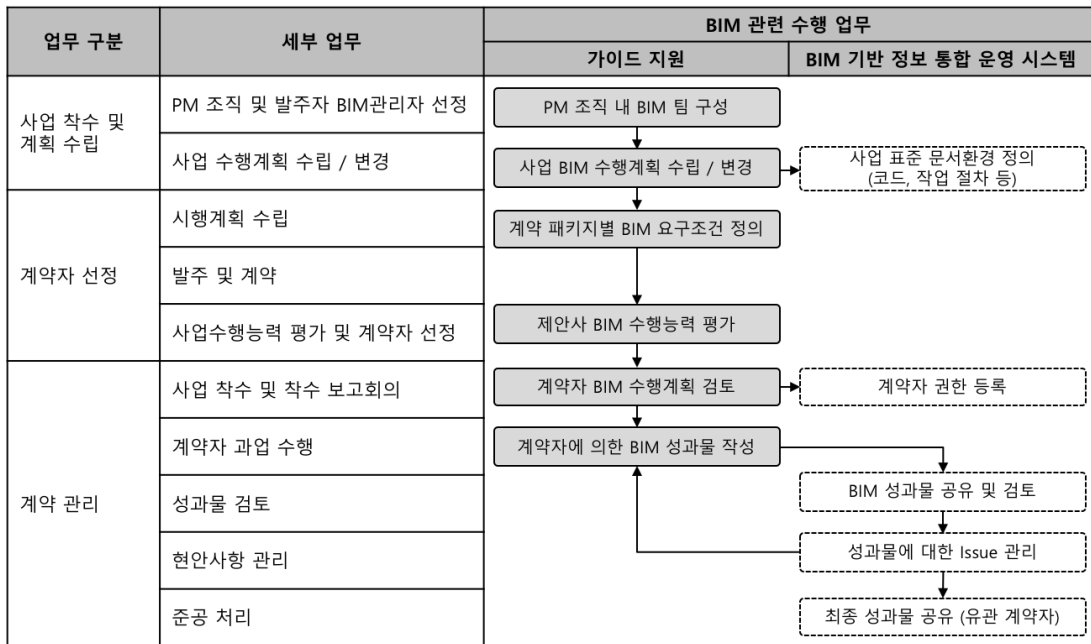 업무 구분
세부 업무
BIM 관련 수행 업무
가이드 지원
BIM 기반 정보 통합 운영 시스템
사업 착수 및
계획 수립
PM 조직 및 발주자 BIM관리자 선정
PM 조직 내 BIM 팀 구성
사업 수행계획 수립 / 변경
사업 BIM 수행계획 수립 / 변경
사업 표준 문서환경 정의
(코드, 작업 절차 등)
계약자 선정
시행계획 수립
계약 패키지별 BIM 요구조건 정의
발주 및 계약
사업수행능력 평가 및 계약자 선정
제안사 BIM 수행능력 평가
계약 관리
사업 착수 및 착수 보고회의
계약자 BIM 수행계획 검토
계약자 권한 등록
계약자 과업 수행
계약자에 의한 BIM 성과물 작성
성과물 검토
BIM 성과물 공유 및 검토
현안사항 관리
성과물에 대한 Issue 관리
준공 처리
최종 성과물 공유 (유관 계약자)